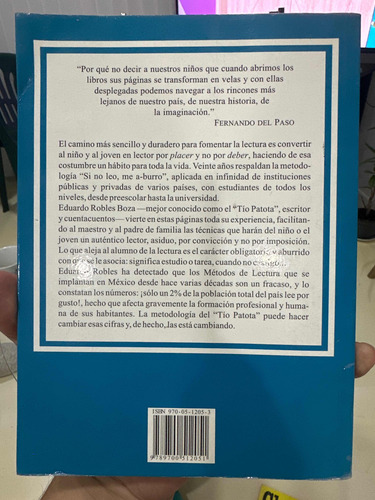 “Por qué no decir a nuestros niños que cuando abrimos los
libros sus páginas se transforman en velas y con ellas
desplegadas podemos navegar a los rincones más
lejanos de nuestro país, de nuestra historia, de
la imaginación.”
FERNANDO DEL PASO
El camino más sencillo y duradero para fomentar la lectura es convertir
al niño y al joven en lector por placer y no por deber, haciendo de esa
costumbre un hábito para toda la vida. Veinte años respaldan la metodo-
logía “Si no leo, me a-burro”, aplicada en infinidad de instituciones
públicas y privadas de varios países, con estudiantes de todos los
niveles, desde preescolar hasta la universidad.
Eduardo Robles Boza —mejor conocido como el “Tío Patota”, escritor
y cuentacuentos— vierte en estas páginas toda su experiencia, facilitan-
do al maestro y al padre de familia las técnicas que harán del niño o el
joven un auténtico lector, asiduo, por convicción y no por imposición.
Lo que aleja al alumno de la lectura es el carácter obligatorio y aburrido
con que se le asocia: significa estudio o tarea, cuando no castigo.
Eduardo Robles ha detectado que los Métodos de Lectura que se
implantan en México desde hace varias décadas son un fracaso, y lo
constatan los números: ¡sólo un 2% de la población total del país lee por
gusto!, hecho que afecta gravemente la formación profesional y huma-
na de sus habitantes. La metodología del “Tío Patota” puede hacer
cambiar esas cifras y, de hecho, las está cambiando.
ISBN 970-05-1205-3
9789700512051